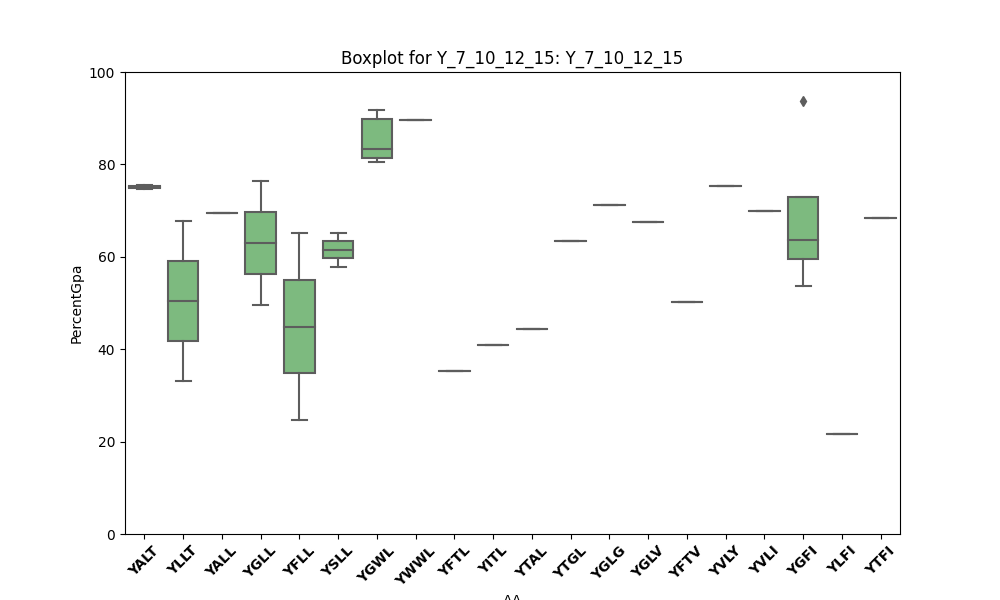 Boxplot for Y_7_10_12_15: Y_7_10_12_15
100
80
60
40
20
0
PercentGpa
YALT YLLT YALL YGLL YFLL YSLL YGWL YWWL YFTL YITL YTAL YTGL YGLG YGLV YFTV YVLY YVLI YGFI YLFI YTFI
AA